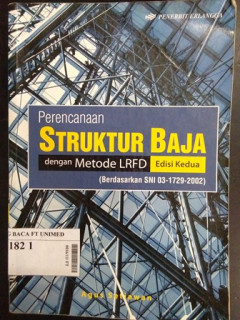 PENERBIT ERLANGGA
Perencanaan
STRUKTUR BAJA
dengan Metode LRFD Edisi Kedua
(Berdasarkan SNI 03-1729-2002)
BACA FT UNIMED
182 1
Agus Setiawan